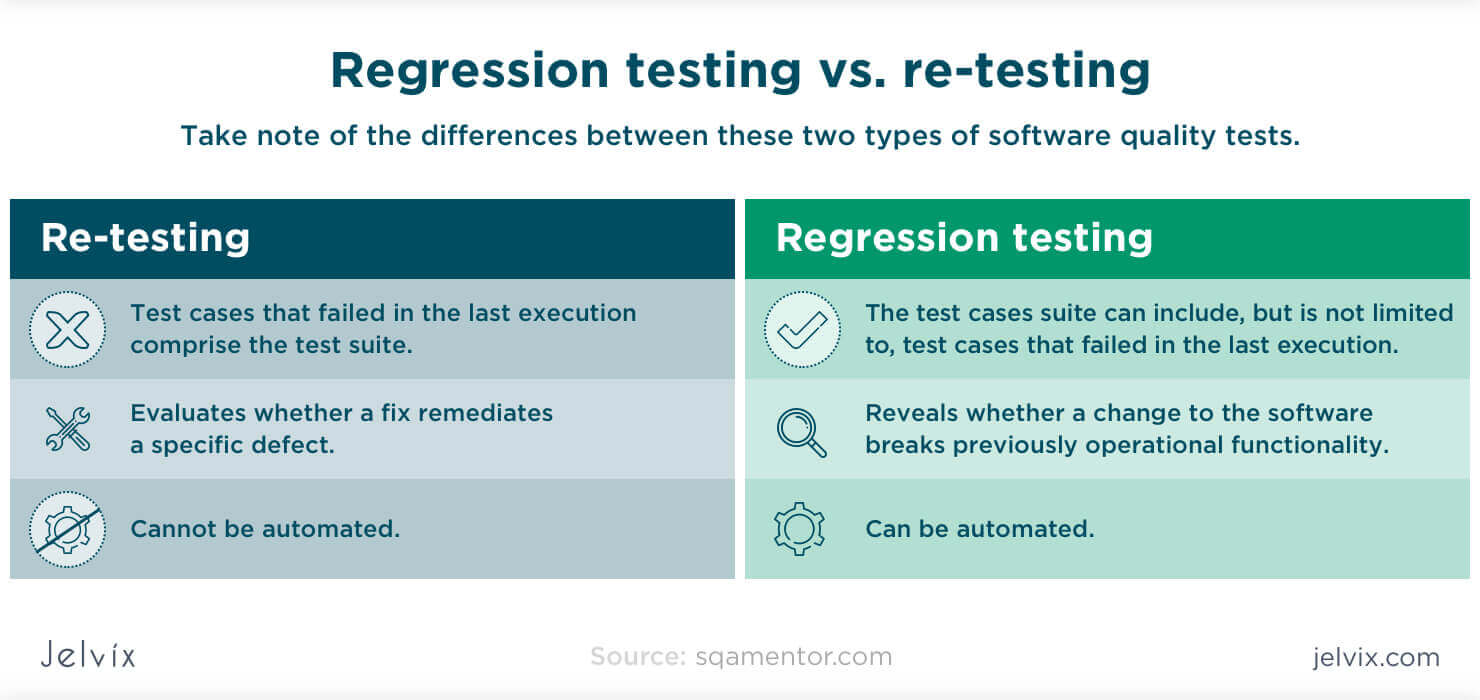 Regression testing vs. re-testing
Take note of the differences between these two types of software quality tests.
Re-testing
Test cases that failed in the last execution
comprise the test suite.
Evaluates whether a fix remediates
a specific defect.
Cannot be automated.
Regression testing
The test cases suite can include, but is not limited
to, test cases that failed in the last execution.
Reveals whether a change to the software
breaks previously operational functionality.
Can be automated.
Jelvix
Source: sqamentor.com
jelvix.com